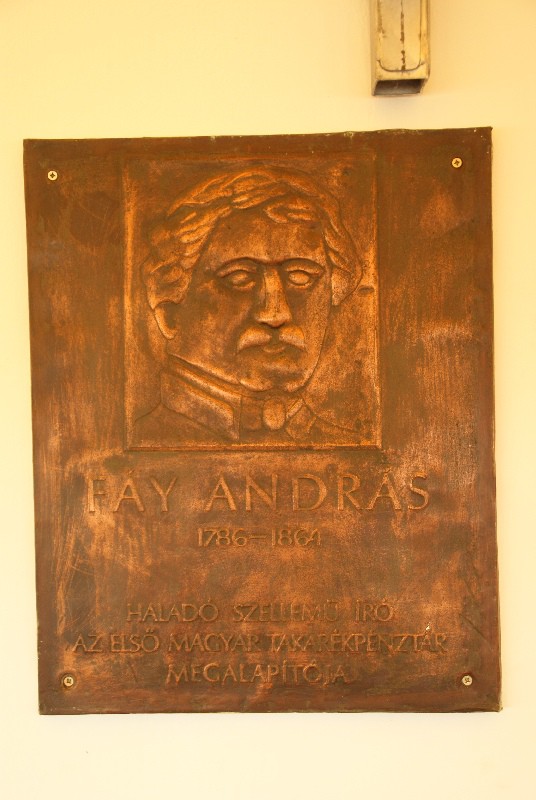 FÁY ANDRÁS
1786–1864
HALADÓ SZELLEMŰ ÍRÓ
AZ ELSŐ MAGYAR TAKARÉKPÉNZTÁR
MEGALAPÍTÓJA